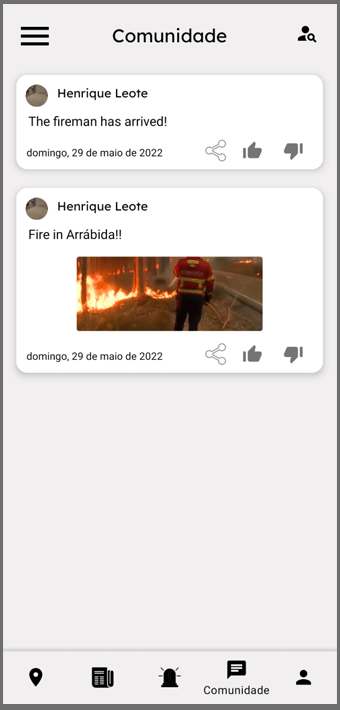 Comunidade
Henrique Leote
The fireman has arrived!
domingo, 29 de maio de 2022
Henrique Leote
Fire in Arrábida!!
domingo, 29 de maio de 2022
Comunidade